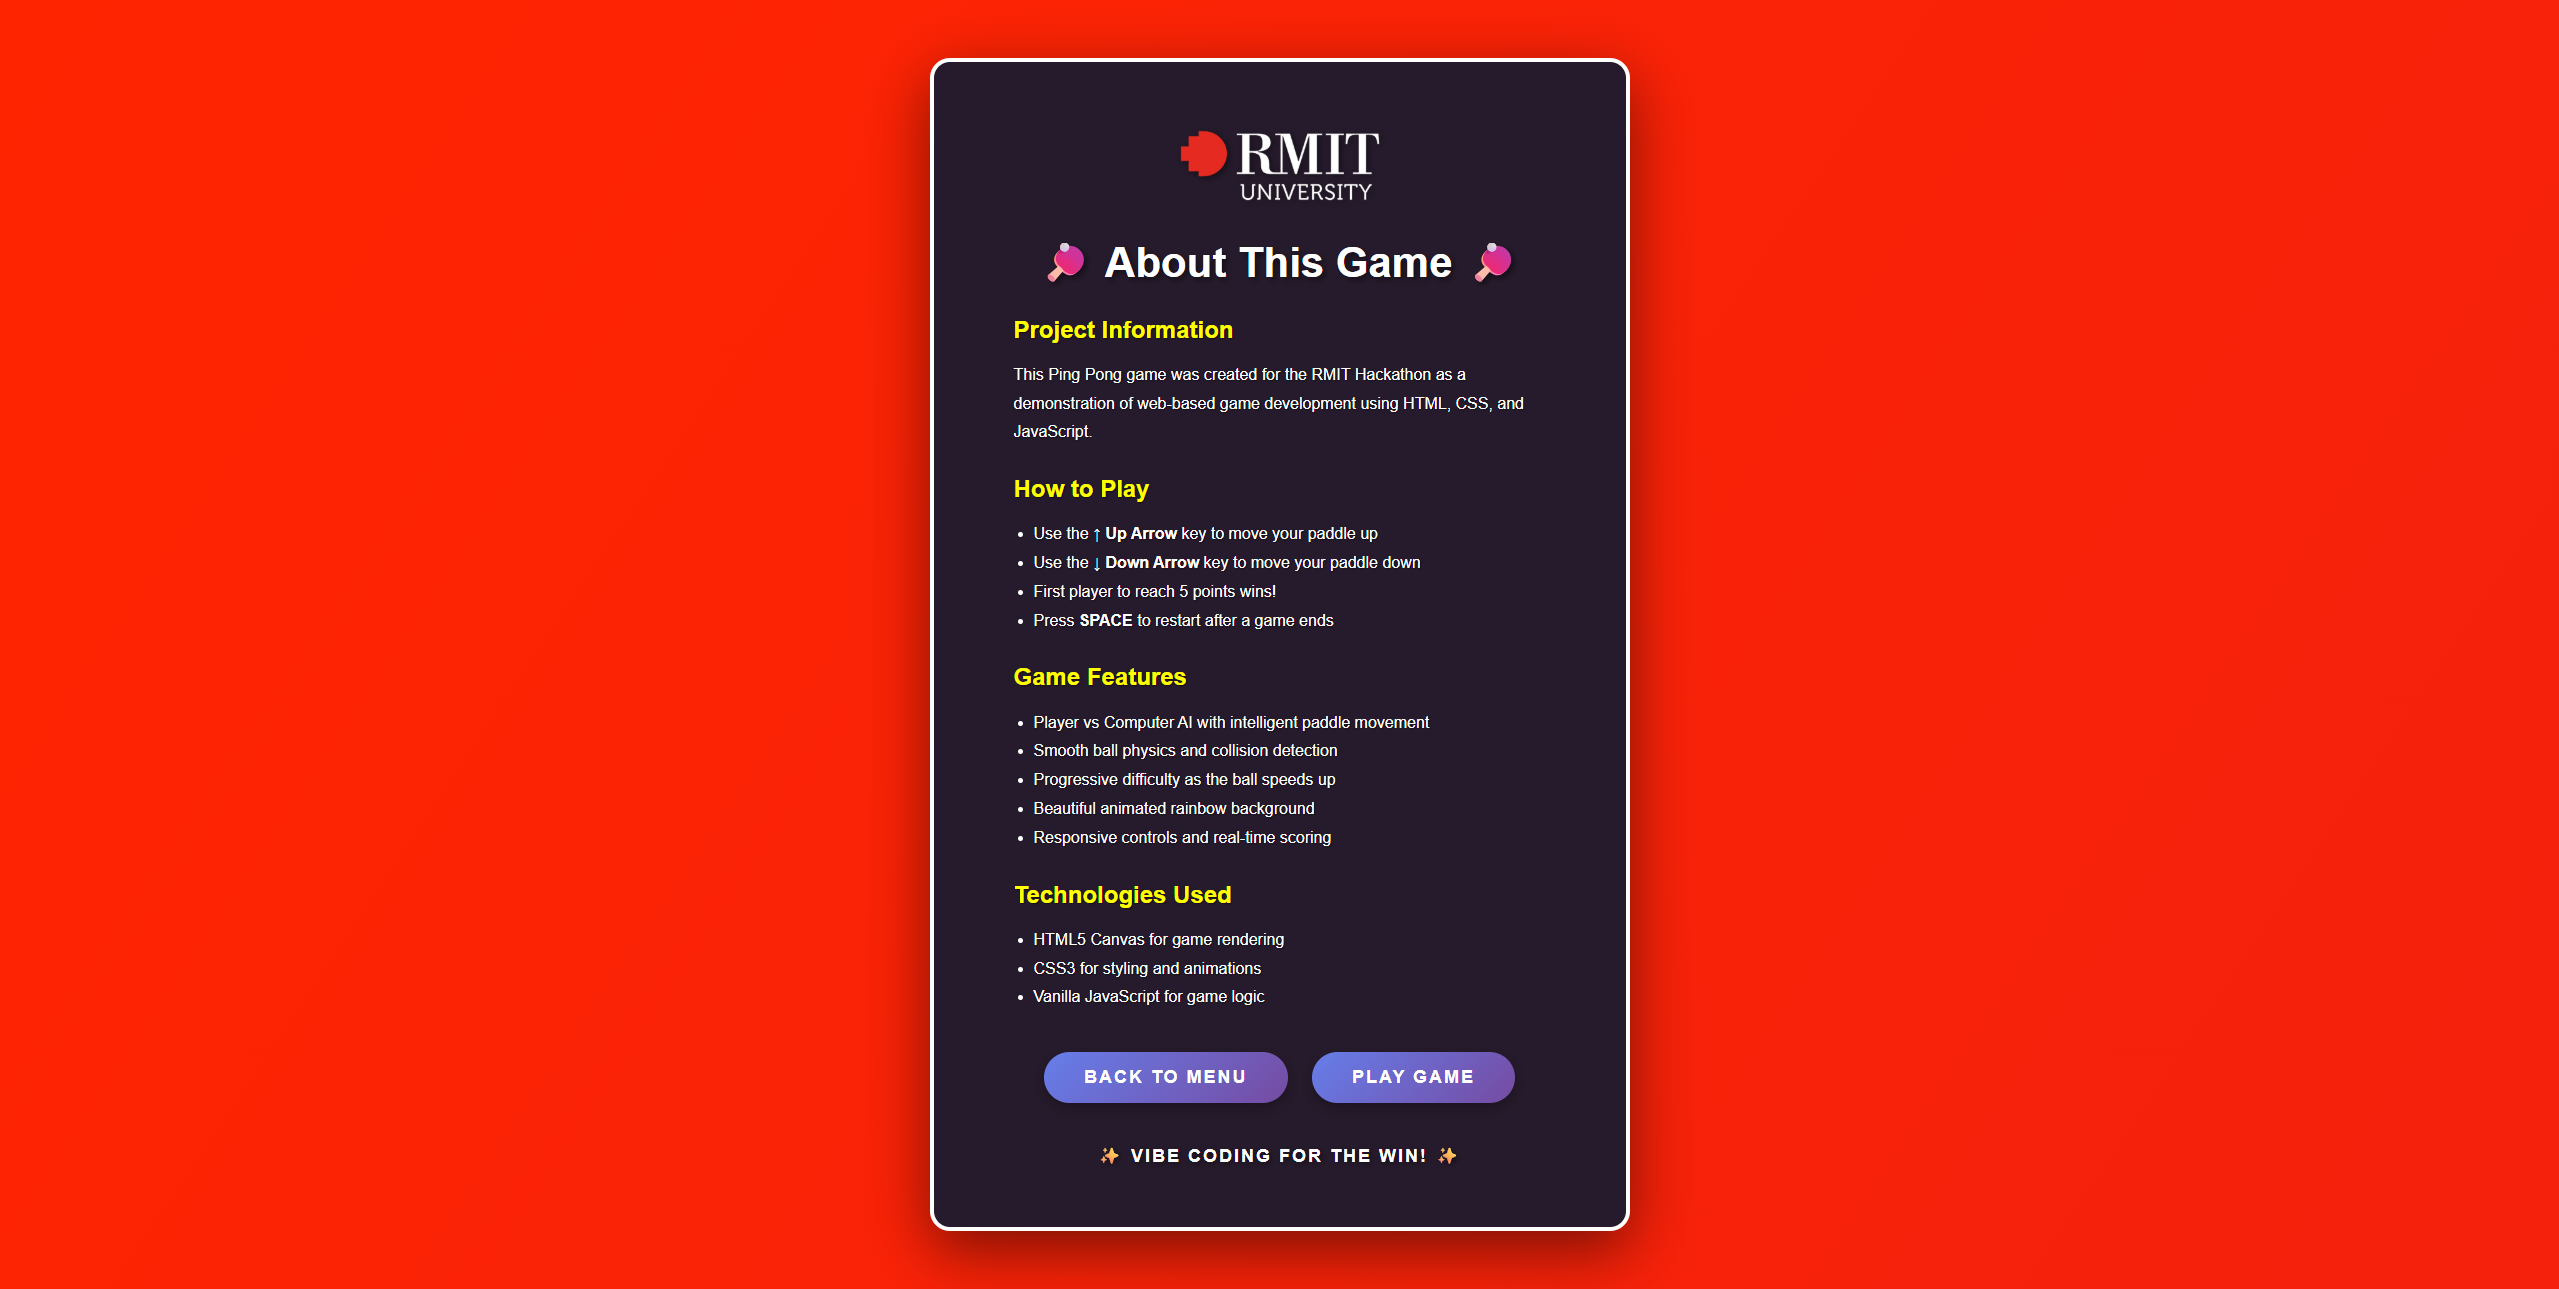 RMIT
UNIVERSITY
🏓 About This Game 🏓
Project Information
This Ping Pong game was created for the RMIT Hackathon as a
demonstration of web-based game development using HTML, CSS, and
JavaScript.
How to Play
• Use the ↑ Up Arrow key to move your paddle up
• Use the ↓ Down Arrow key to move your paddle down
• First player to reach 5 points wins!
• Press SPACE to restart after a game ends
Game Features
• Player vs Computer AI with intelligent paddle movement
• Smooth ball physics and collision detection
• Progressive difficulty as the ball speeds up
• Beautiful animated rainbow background
• Responsive controls and real-time scoring
Technologies Used
• HTML5 Canvas for game rendering
• CSS3 for styling and animations
• Vanilla JavaScript for game logic
BACK TO MENU
PLAY GAME
✨ VIBE CODING FOR THE WIN! ✨